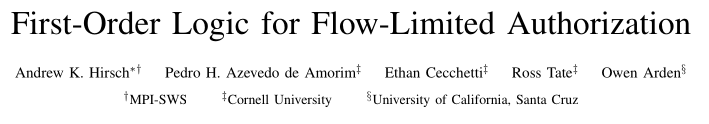 First-Order Logic for Flow-Limited Authorization
Andrew K. Hirsch*† Pedro H. Azevedo de Amorim‡ Ethan Cecchetti‡ Ross Tate‡ Owen Arden§
†MPI-SWS ‡Cornell University §University of California, Santa Cruz